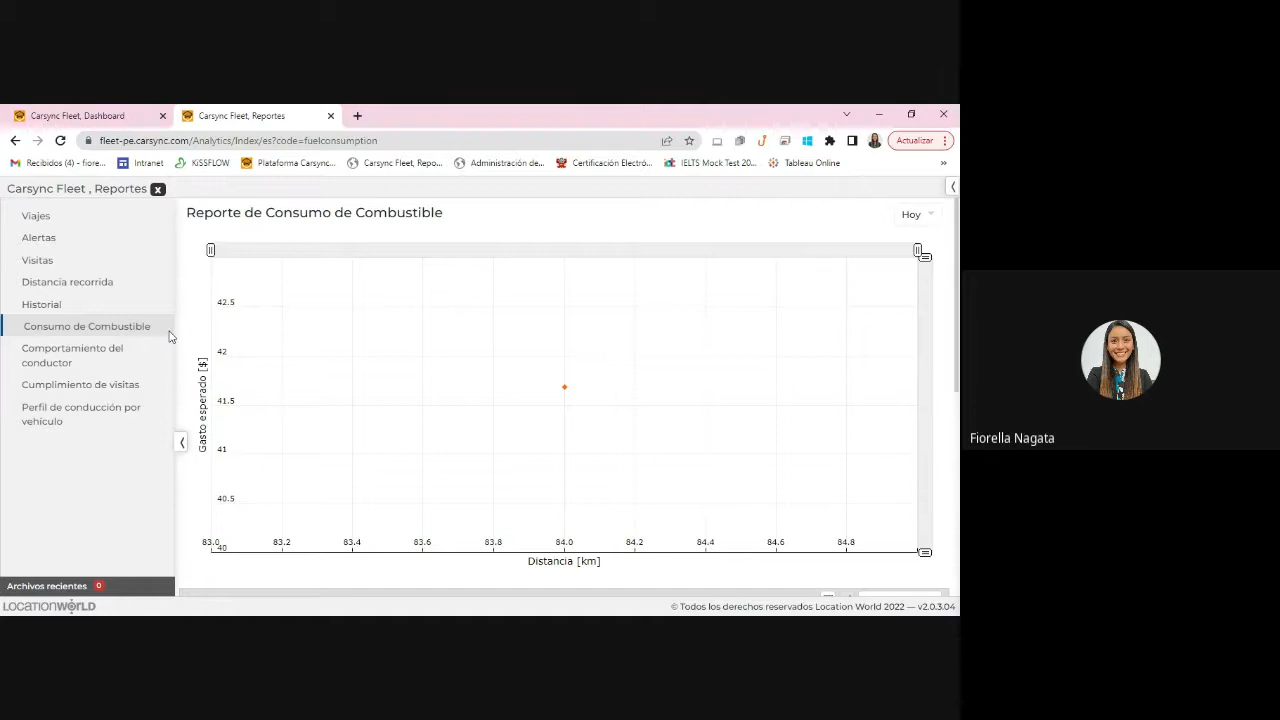 Carsync Fleet, Dashboard
Carsync Fleet, Reportes
fleet-pe.carsync.com/Analytics/Index/es?code=fuelconsumption
Actualizar
Recibidos (4) - fiore...
Intranet
KiSSFLOW
Plataforma Carsync...
Carsync Fleet, Repo...
Administración de...
Certificación Electró...
IELTS Mock Test 20...
Tableau Online
»
Carsync Fleet , Reportes x
Viajes
Alertas
Visitas
Distancia recorrida
Historial
Consumo de Combustible
Comportamiento del
conductor
Cumplimiento de visitas
Perfil de conducción por
vehículo
Archivos recientes 0
Reporte de Consumo de Combustible
Hoy
Gasto esperado [$]
42.5
42
41.5
41
40.5
40
83.0 83.2 83.4 83.6 83.8 84.0 84.2 84.4 84.6 84.8
Distancia [km]
LOCATIONWORLD
© Todos los derechos reservados Location World 2022 — v2.0.3.04
Fiorella Nagata